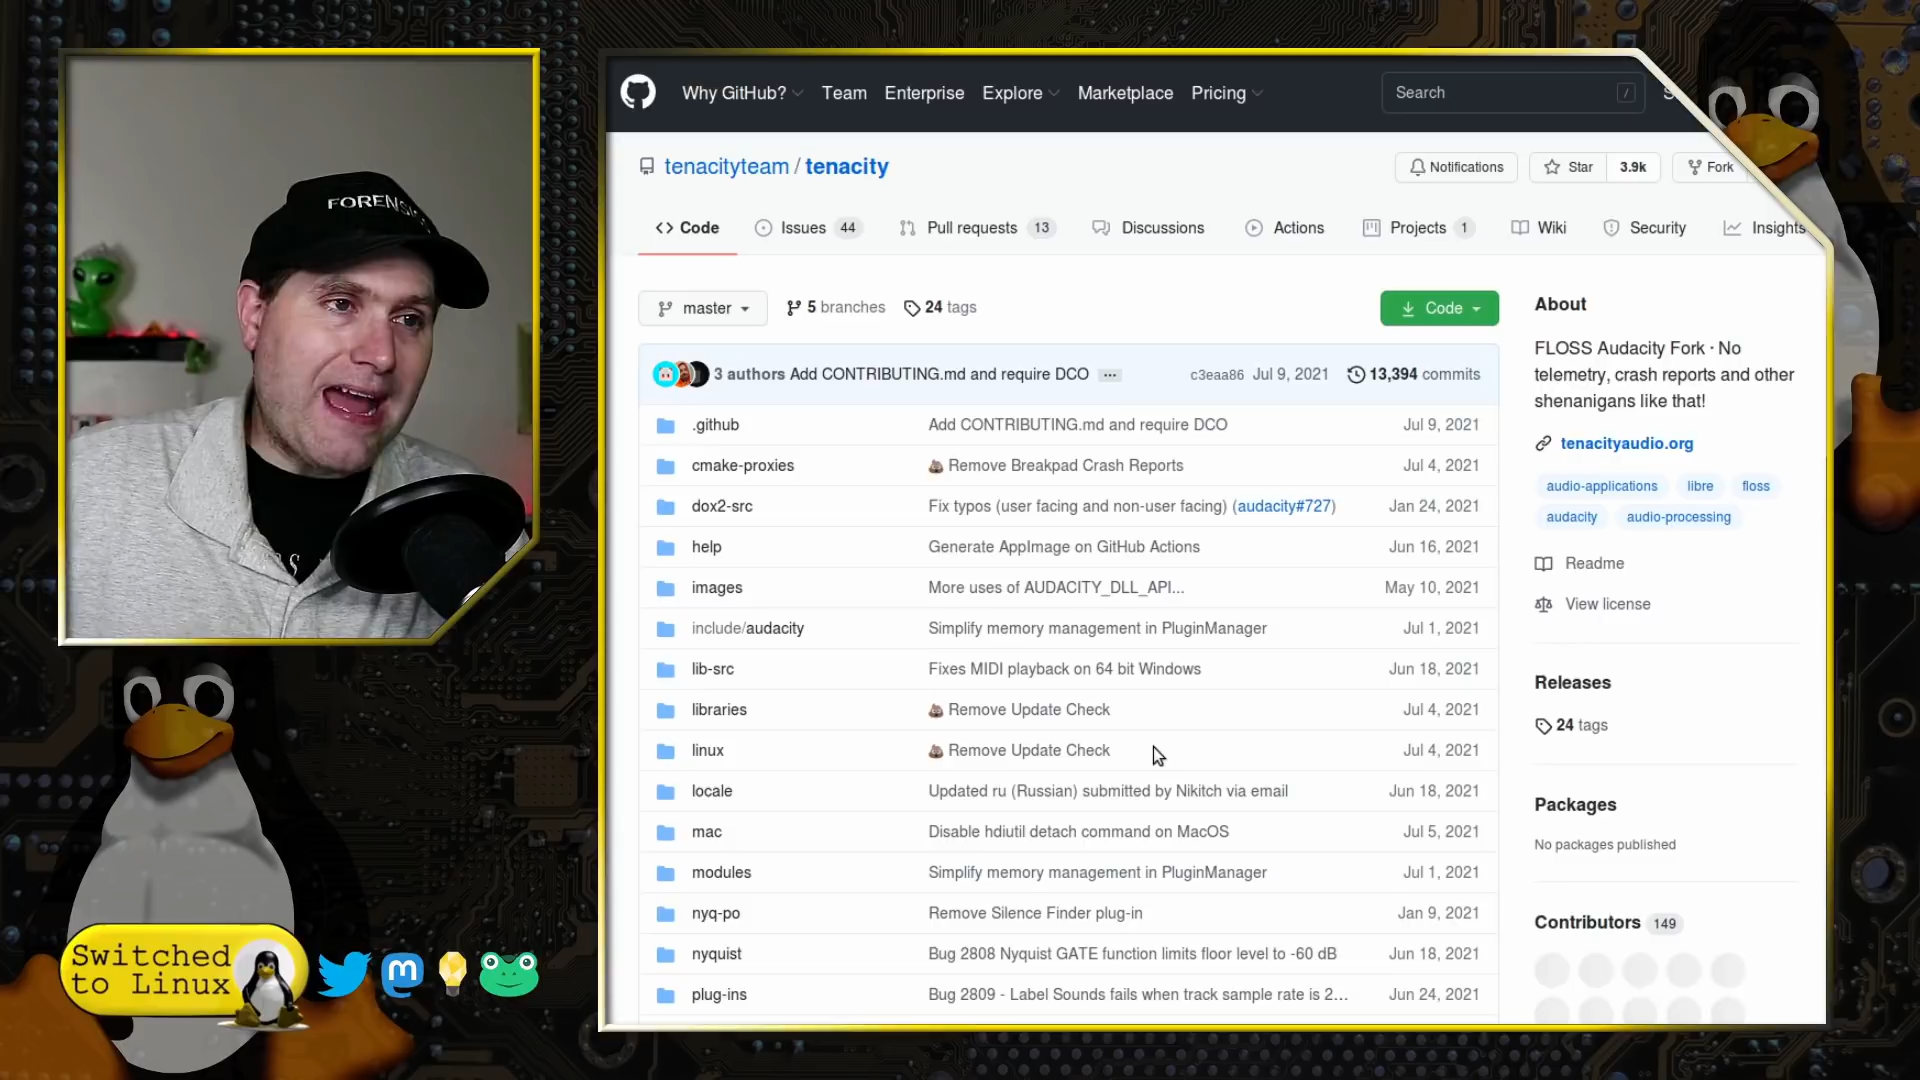 FORENSIC
S
Switched
to Linux
Why GitHub?
Team
Enterprise
Explore
Marketplace
Pricing
Search
/
S
tenacityteam / tenacity
Notifications
Star
3.9k
Fork
Code
Issues 44
Pull requests 13
Discussions
Actions
Projects 1
Wiki
Security
Insights
master
5 branches
24 tags
Code
3 authors Add CONTRIBUTING.md and require DCO ...
c3eaa86 Jul 9, 2021
13,394 commits
.github Add CONTRIBUTING.md and require DCO Jul 9, 2021
cmake-proxies 💩 Remove Breakpad Crash Reports Jul 4, 2021
dox2-src Fix typos (user facing and non-user facing) (audacity#727) Jan 24, 2021
help Generate AppImage on GitHub Actions Jun 16, 2021
images More uses of AUDACITY_DLL_API... May 10, 2021
include/audacity Simplify memory management in PluginManager Jul 1, 2021
lib-src Fixes MIDI playback on 64 bit Windows Jun 18, 2021
libraries 💩 Remove Update Check Jul 4, 2021
linux 💩 Remove Update Check Jul 4, 2021
locale Updated ru (Russian) submitted by Nikitch via email Jun 18, 2021
mac Disable hdiutil detach command on MacOS Jul 5, 2021
modules Simplify memory management in PluginManager Jul 1, 2021
nyq-po Remove Silence Finder plug-in Jan 9, 2021
nyquist Bug 2808 Nyquist GATE function limits floor level to -60 dB Jun 18, 2021
plug-ins Bug 2809 - Label Sounds fails when track sample rate is 2... Jun 24, 2021
About
FLOSS Audacity Fork · No
telemetry, crash reports and other
shenanigans like that!
tenacityaudio.org
audio-applications libre floss
audacity audio-processing
Readme
View license
Releases
24 tags
Packages
No packages published
Contributors 149